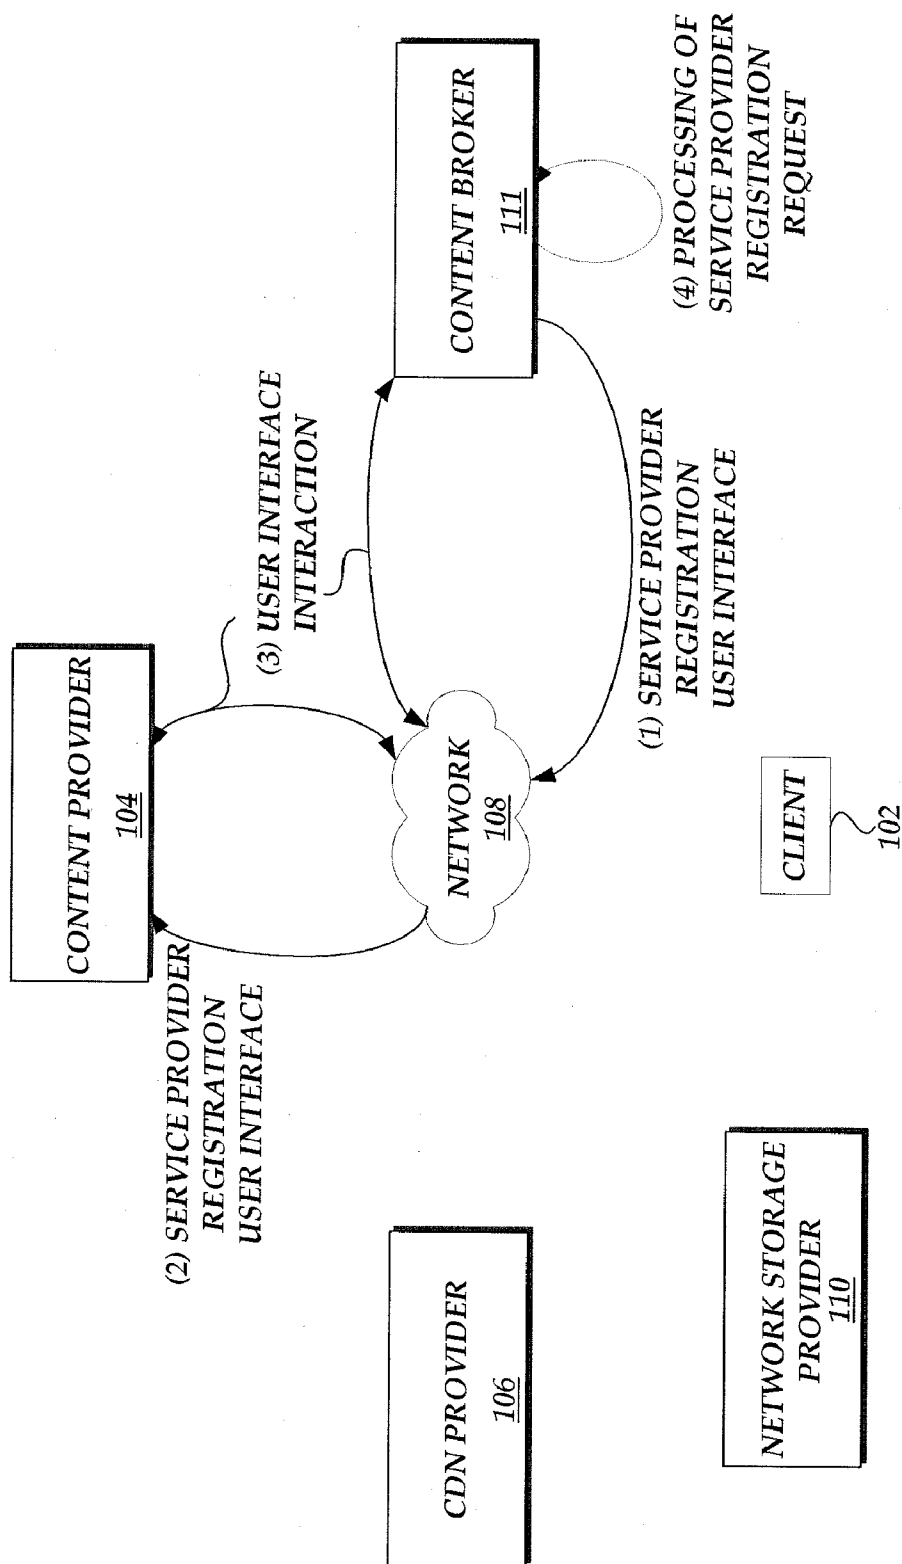 CONTENT PROVIDER
104
(2) SERVICE PROVIDER
REGISTRATION
USER INTERFACE
(3) USER INTERFACE
INTERACTION
CDN PROVIDER
106
NETWORK
108
CONTENT BROKER
111
(1) SERVICE PROVIDER
REGISTRATION
USER INTERFACE
(4) PROCESSING OF
SERVICE PROVIDER
REGISTRATION
REQUEST
NETWORK STORAGE
PROVIDER
110
CLIENT
102